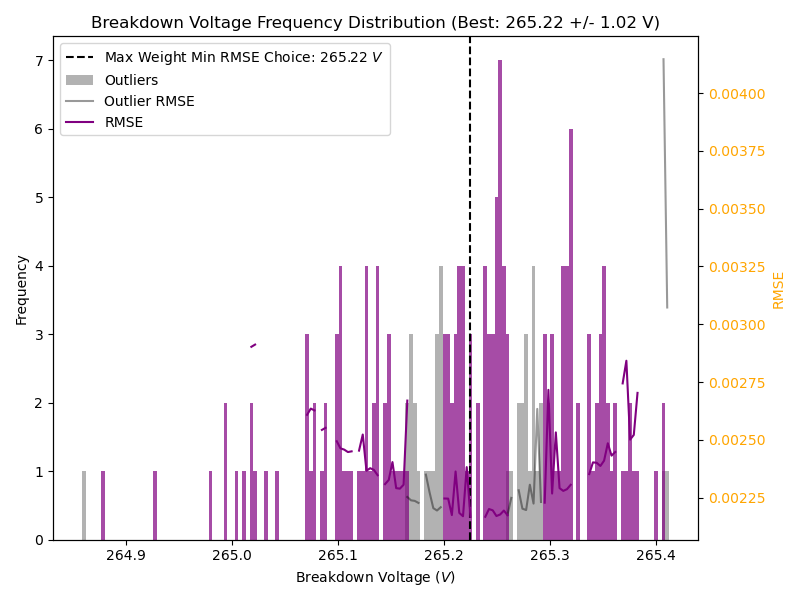 Breakdown Voltage Frequency Distribution (Best: 265.22 +/- 1.02 V)
Max Weight Min RMSE Choice: 265.22 V
Outliers
Outlier RMSE
RMSE
Frequency
7
6
5
4
3
2
1
0
0.00400
0.00375
0.00350
0.00325
0.00300
0.00275
0.00250
0.00225
RMSE
264.9 265.0 265.1 265.2 265.3 265.4
Breakdown Voltage (V)